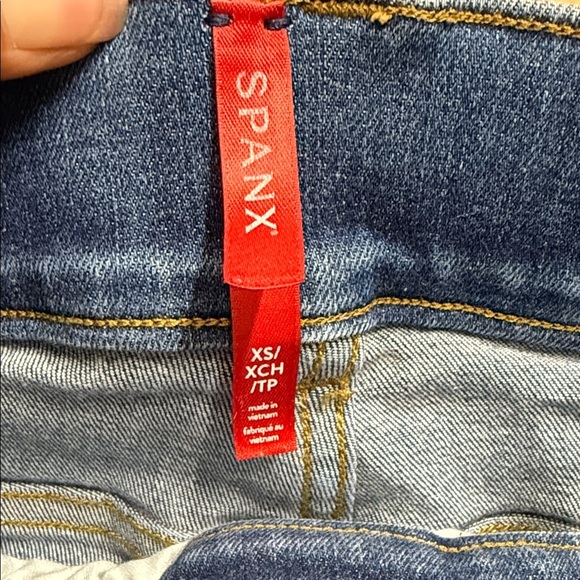 SPANX
XS/
XCH
/TP
made in
vietnam
fabriqué au
vietnam